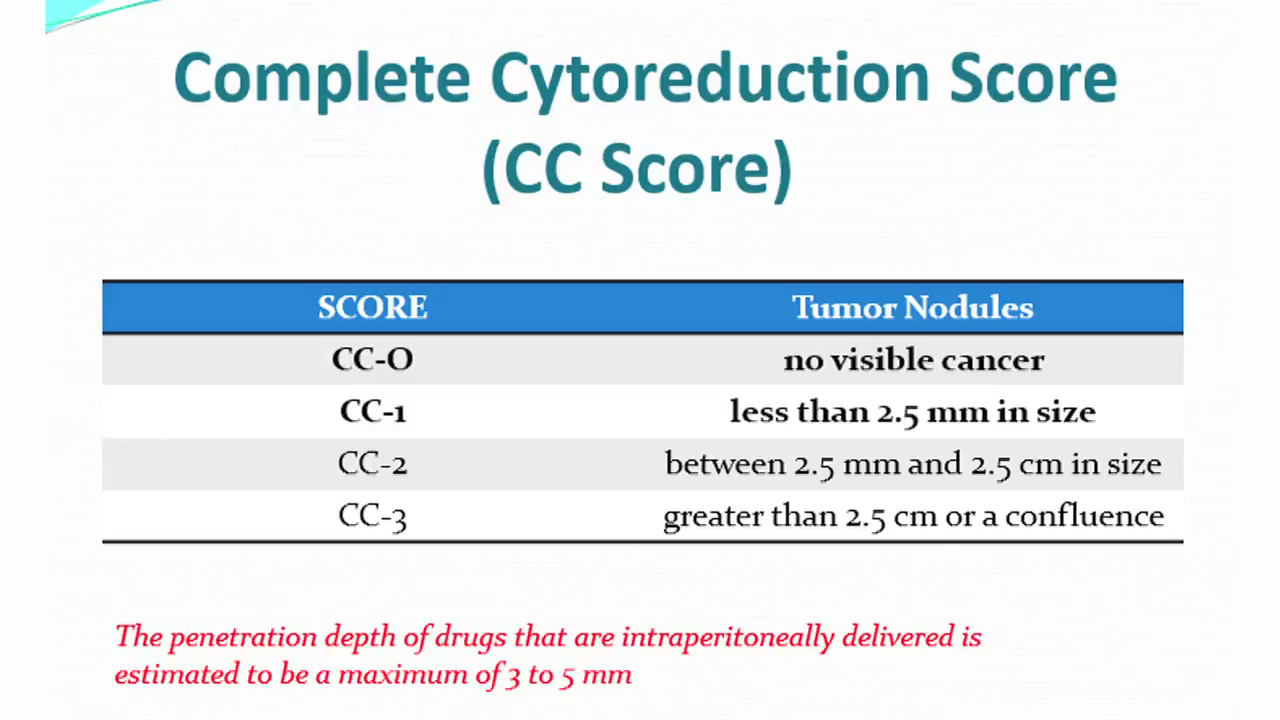 Complete Cytoreduction Score
(CC Score)
SCORE Tumor Nodules
CC-0 no visible cancer
CC-1 less than 2.5 mm in size
CC-2 between 2.5 mm and 2.5 cm in size
CC-3 greater than 2.5 cm or a confluence
The penetration depth of drugs that are intraperitoneally delivered is
estimated to be a maximum of 3 to 5 mm